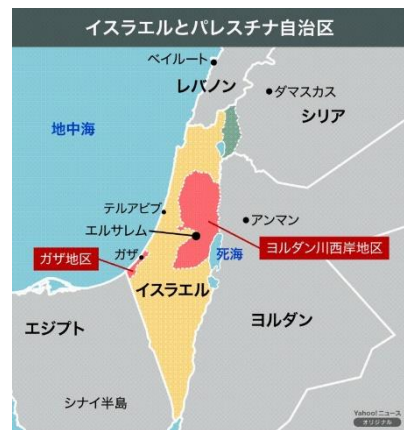 イスラエルとパレスチナ自治区
ベイルート
レバノン
ダマスカス
シリア
地中海
テルアビブ
アンマン
エルサレム
ヨルダン川西岸地区
死海
ガザ地区
ガザ
イスラエル
エジプト
ヨルダン
シナイ半島
Yahoo!ニュース
オリジナル